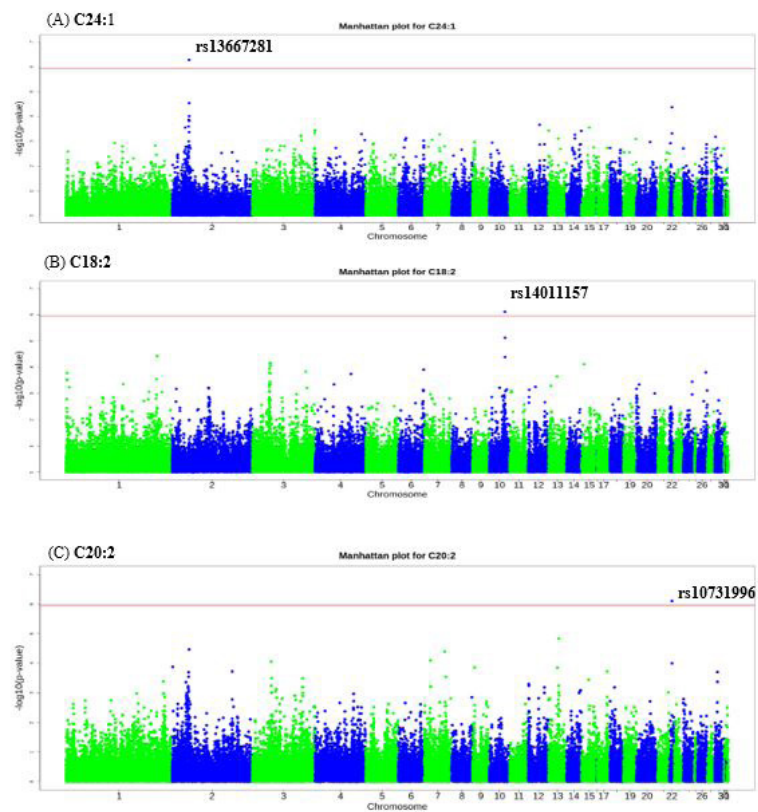 (A) C24:1
Manhattan plot for C24:1
rs13667281
-log10(p-value)
1 2 3 4 5 6 7 8 9 10 11 12 13 14 15 17 19 20 22 26 30
Chromosome
(B) C18:2
Manhattan plot for C18:2
rs14011157
-log10(p-value)
1 2 3 4 5 6 7 8 9 10 11 12 13 14 15 17 19 20 22 26
Chromosome
(C) C20:2
Manhattan plot for C20:2
rs10731996
-log10(p-value)
1 2 3 4 5 6 7 8 9 10 11 12 13 14 15 17 19 20 22 26
Chromosome